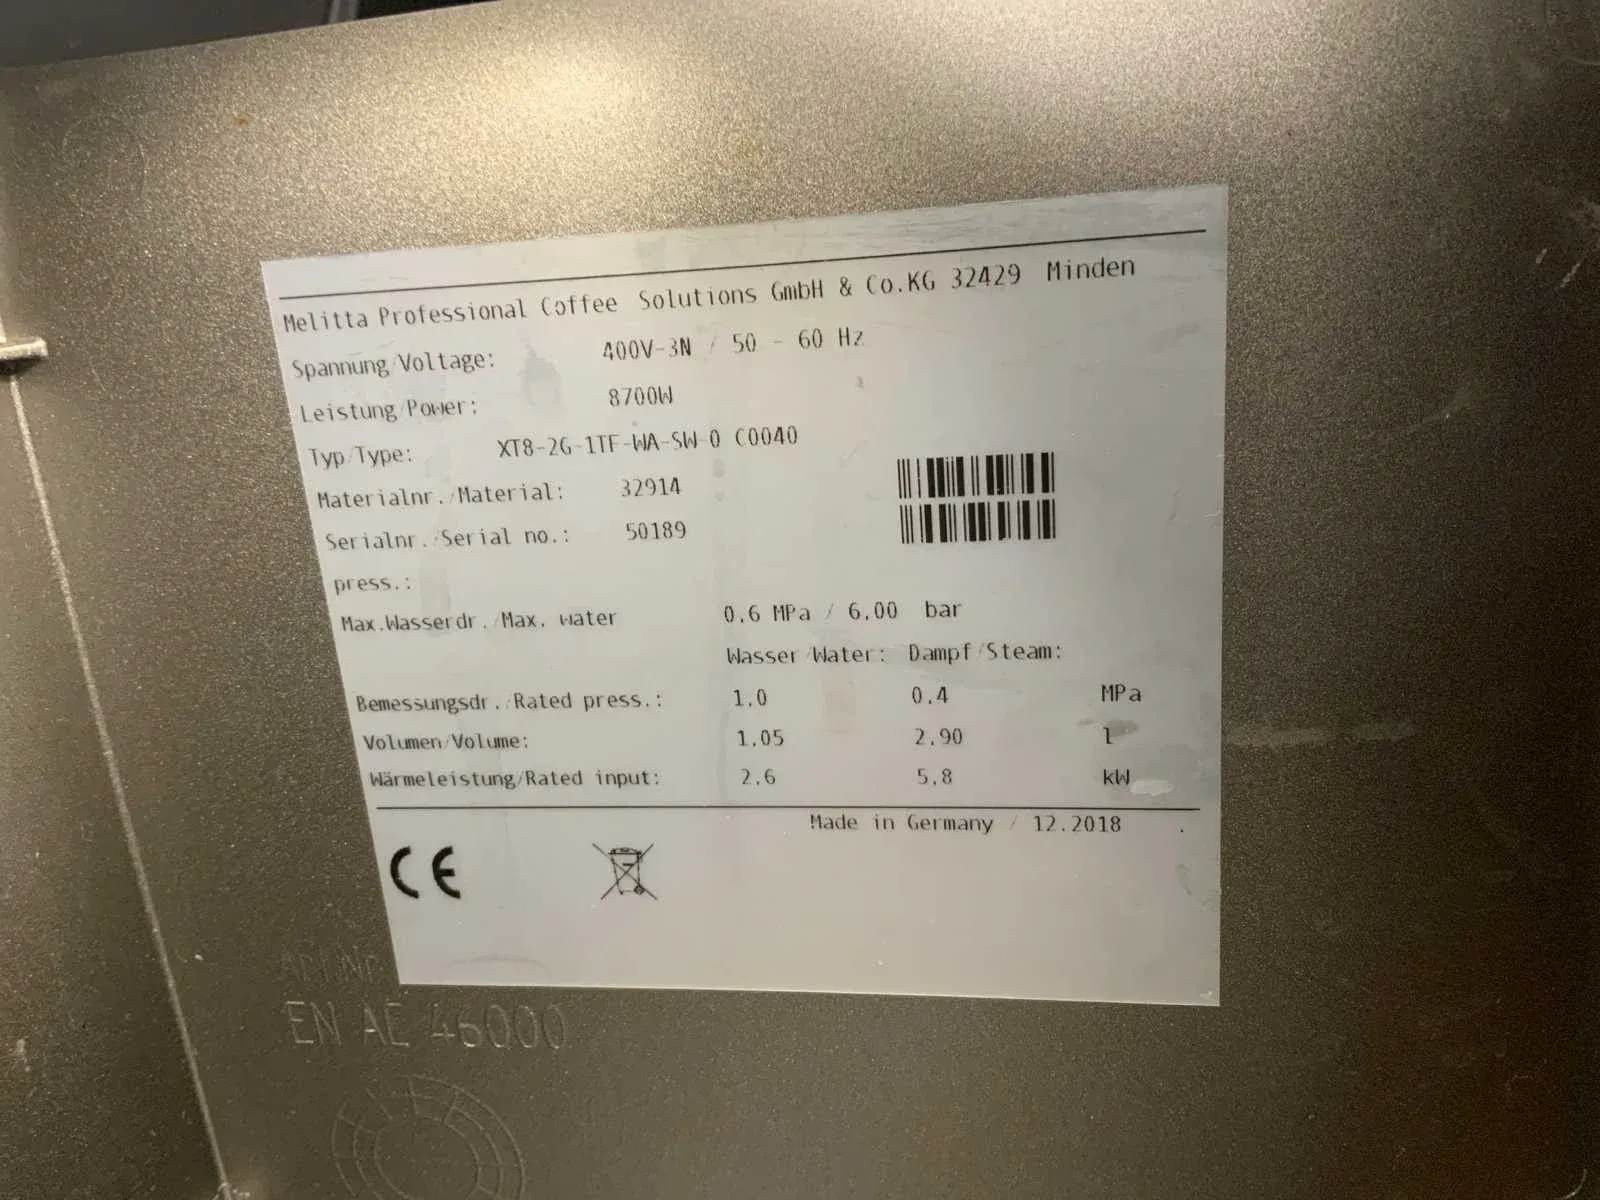 Melitta Professional Coffee Solutions GmbH & Co.KG 32429 Minden
Spannung/Voltage: 400V-3N / 50 - 60 Hz
Leistung/Power: 8700W
Typ/Type: XT8-2G-1TF-WA-SW-0 C0040
Materialnr./Material: 32914
Serialnr./Serial no.: 50189
press.:
Max.Wasserdr./Max. water 0.6 MPa / 6.00 bar
Wasser/Water: Dampf/Steam:
Bemessungsdr./Rated press.: 1.0 0.4 MPa
Volumen/Volume: 1.05 2.90 l
Wärmeleistung/Rated input: 2.6 5.8 kW
Made in Germany / 12.2018
CE
EN AC 46000